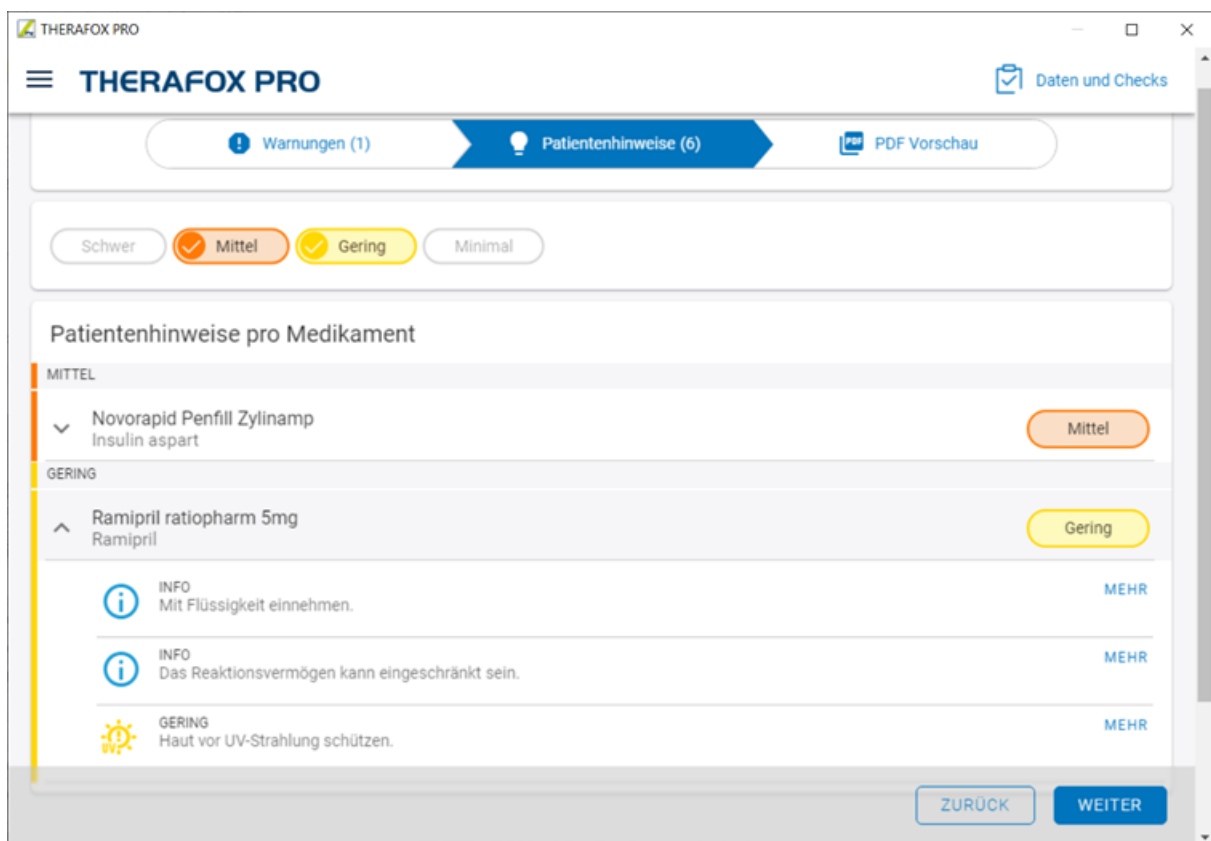 THERAFOX PRO
THERAFOX PRO
Daten und Checks
Warnungen (1)
Patientenhinweise (6)
PDF
PDF Vorschau
Schwer
Mittel
Gering
Minimal
Patientenhinweise pro Medikament
MITTEL
Novorapid Penfill Zylinamp
Insulin aspart
Mittel
GERING
Ramipril ratiopharm 5mg
Ramipril
Gering
INFO
Mit Flüssigkeit einnehmen.
MEHR
INFO
Das Reaktionsvermögen kann eingeschränkt sein.
MEHR
UV
GERING
Haut vor UV-Strahlung schützen.
MEHR
ZURÜCK
WEITER